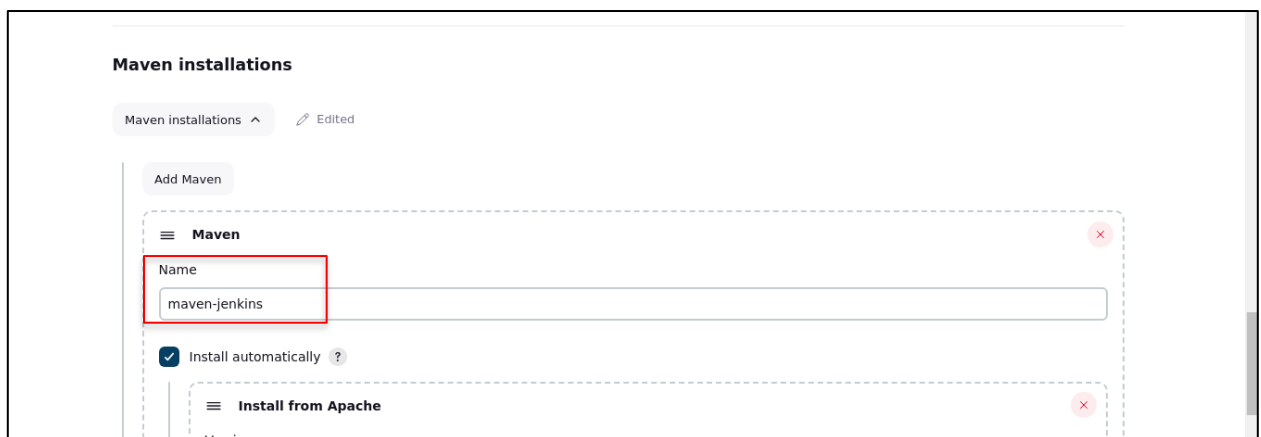 Maven installations
Maven installations Edited
Add Maven
Maven
Name
maven-jenkins
Install automatically ?
Install from Apache